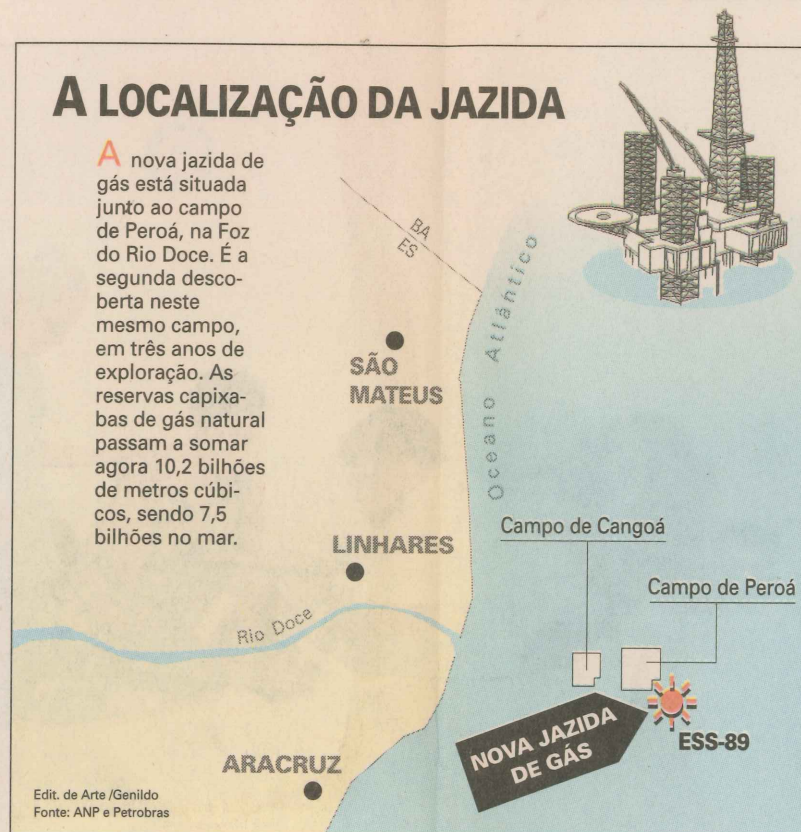 A LOCALIZAÇÃO DA JAZIDA
A nova jazida de
gás está situada
junto ao campo
de Peroá, na Foz
do Rio Doce. É a
segunda desco-
berta neste
mesmo campo,
em três anos de
exploração. As
reservas capixa-
bas de gás natural
passam a somar
agora 10,2 bilhões
de metros cúbi-
cos, sendo 7,5
bilhões no mar.
BA
ES
Oceano Atlântico
SÃO
MATEUS
LINHARES
Rio Doce
Campo de Cangoá
Campo de Peroá
NOVA JAZIDA
DE GÁS
ESS-89
ARACRUZ
Edit. de Arte /Genildo
Fonte: ANP e Petrobras